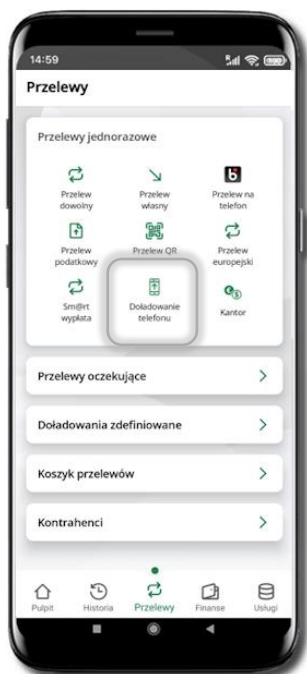 14:59
Przelewy
Przelewy jednorazowe
Przelew
dowolny
Przelew
własny
Przelew na
telefon
Przelew
podatkowy
Przelew QR
Przelew
europejski
Sm@rt
wypłata
Doładowanie
telefonu
Kantor
Przelewy oczekujące
Doładowania zdefiniowane
Koszyk przelewów
Kontrahenci
Pulpit Historia Przelewy Finanse Usługi